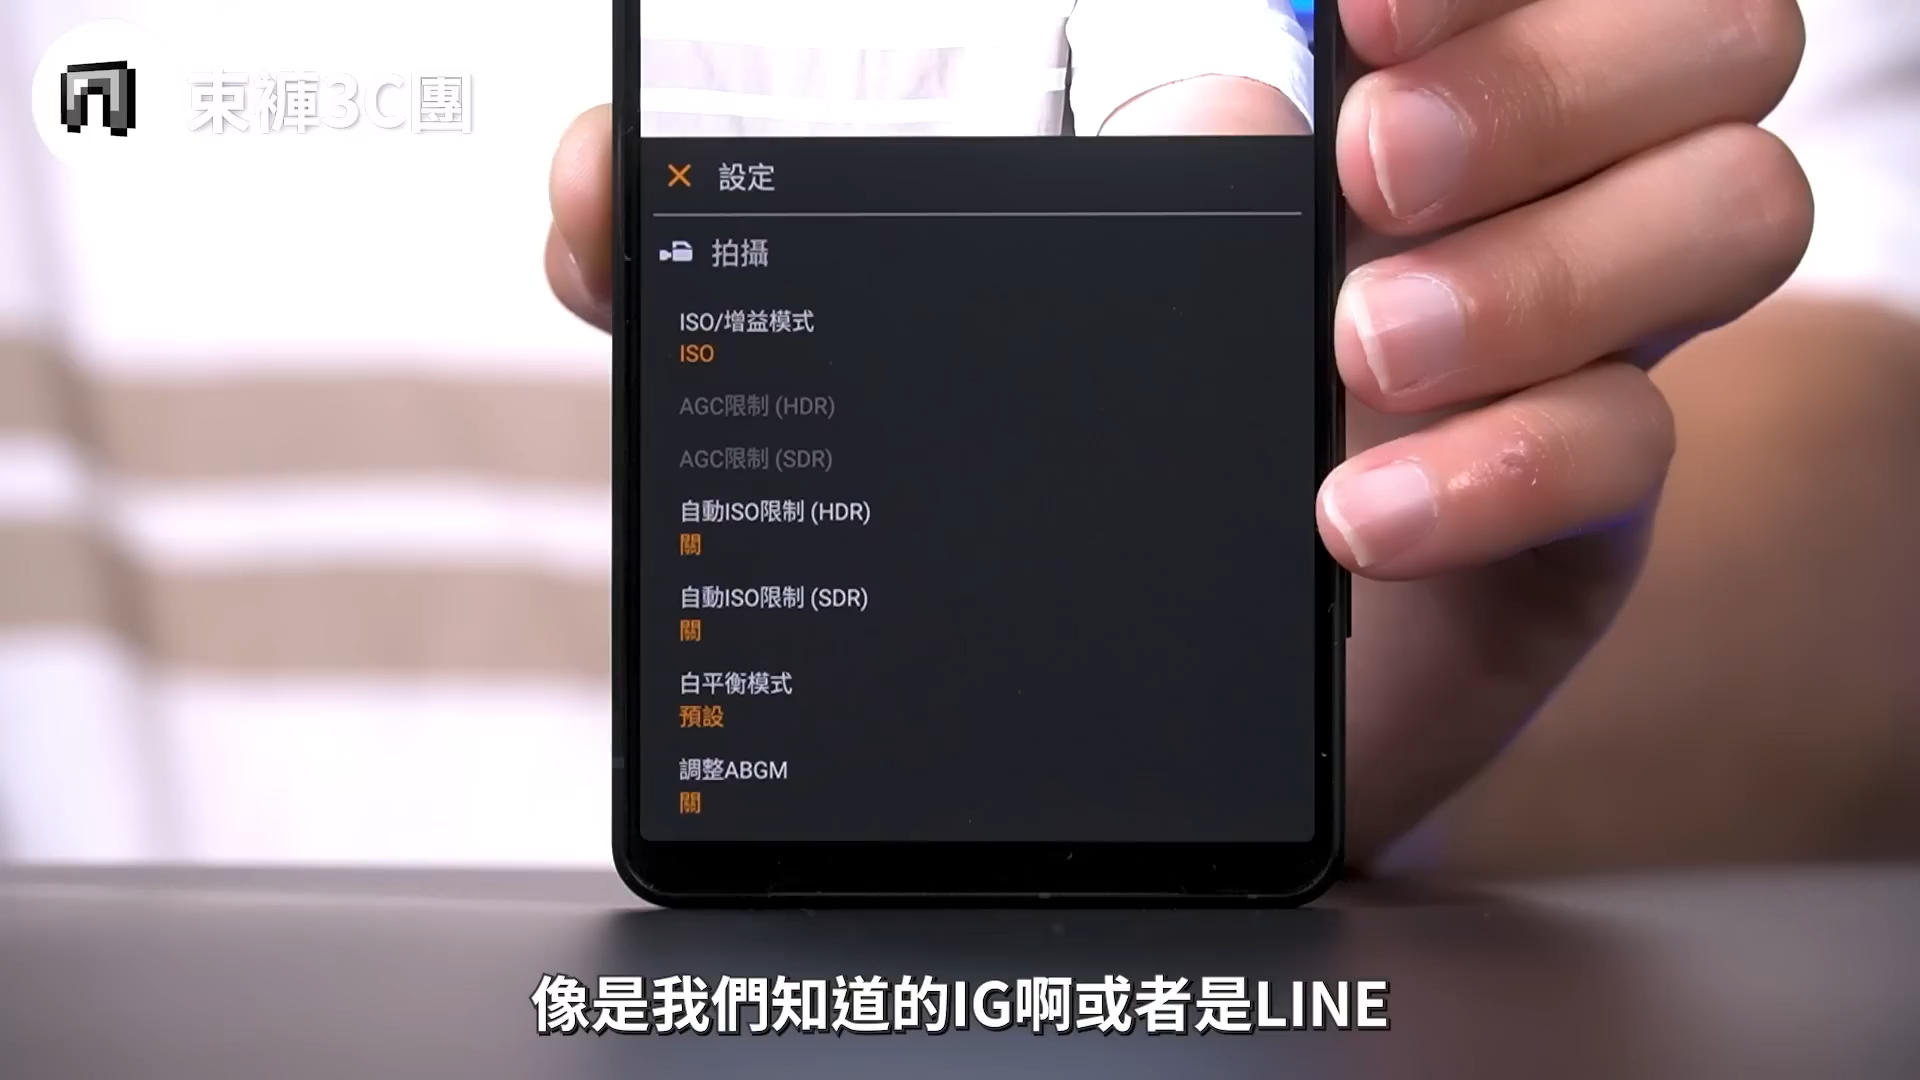 束褲3C團
設定
拍攝
ISO/增益模式
ISO
AGC限制 (HDR)
AGC限制 (SDR)
自動ISO限制 (HDR)
關
自動ISO限制 (SDR)
關
白平衡模式
預設
調整ABGM
關
像是我們知道的IG啊或者是LINE